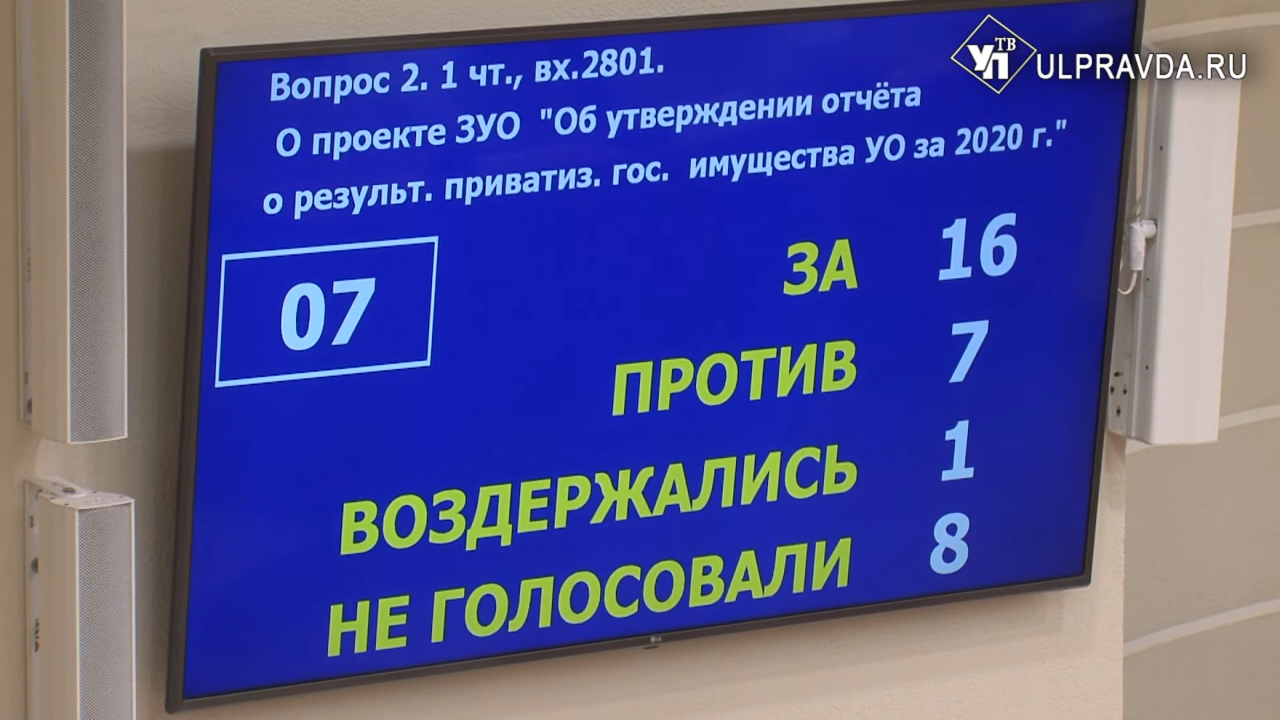 УП ТВ ULPRAVDA.RU
Вопрос 2. 1 чт., вх.2801.
О проекте ЗУО "Об утверждении отчёта
о результ. приватиз. гос. имущества УО за 2020 г."
07
ЗА 16
ПРОТИВ 7
ВОЗДЕРЖАЛИСЬ 1
НЕ ГОЛОСОВАЛИ 8
LG